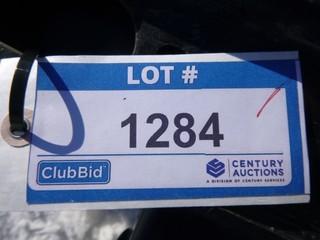 LOT #
1284
ClubBid
CENTURY
AUCTIONS
A DIVISION OF CENTURY SERVICES